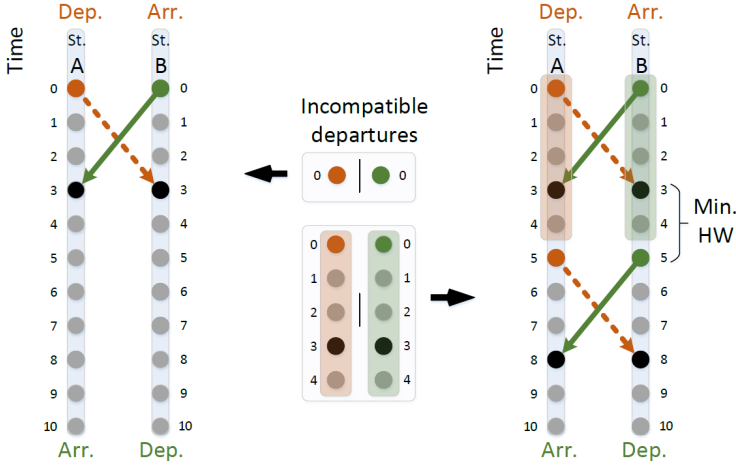 Dep. Arr.
Time
St. St.
A B
0 0
1 1
2 2
3 3
4 4
5 5
6 6
7 7
8 8
9 9
10 10
Arr. Dep.
Incompatible
departures
0 0
0 0
1 1
2 2
3 3
4 4
Dep. Arr.
Time
St. St.
A B
0 0
1 1
2 2
3 3
4 4
5 5
6 6
7 7
8 8
9 9
10 10
Min.
HW
Arr. Dep.